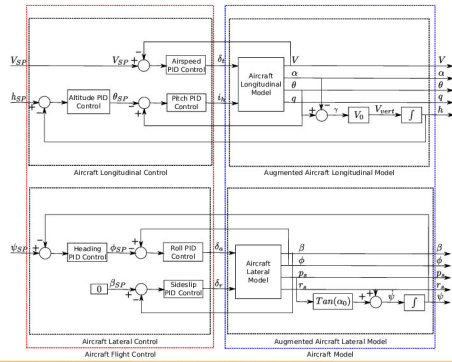 V_SP V_SP Airspeed PID Control δ_t V
α
Aircraft Longitudinal Model θ
h_SP Altitude PID Control θ_SP Pitch PID Control i_h q q
γ V_0 V_vert ∫ h
Aircraft Longitudinal Control Augmented Aircraft Longitudinal Model
ψ_SP Heading PID Control ϕ_SP Roll PID Control δ_a β
ϕ
Aircraft Lateral Model p_s
0 β_SP Sideslip PID Control δ_r r_s
Tan(α_0) ψ̇ ∫ ψ
Aircraft Lateral Control Augmented Aircraft Lateral Model
Aircraft Flight Control Aircraft Model